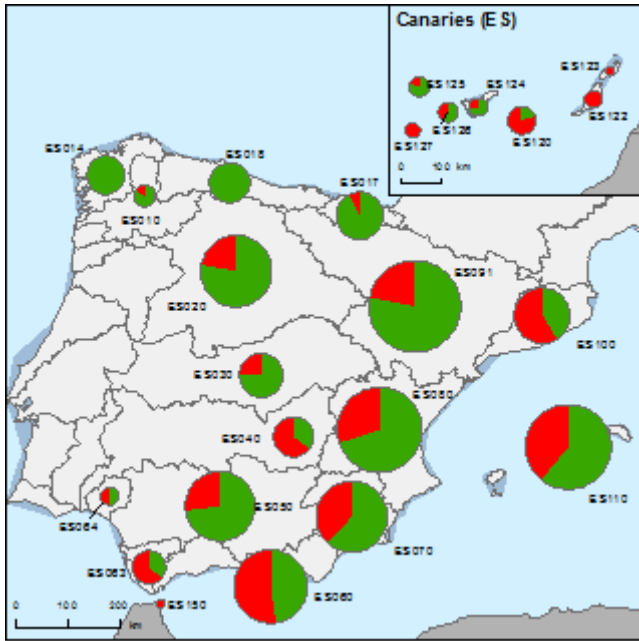 Canaries (ES)
ES123
ES125
ES124
ES126
ES122
ES127
ES120
0 100 km
ES014
ES018
ES017
ES010
ES091
ES020
ES100
ES030
ES080
ES040
ES110
ES050
ES064
ES070
ES063
ES060
ES150
0 100 200
km